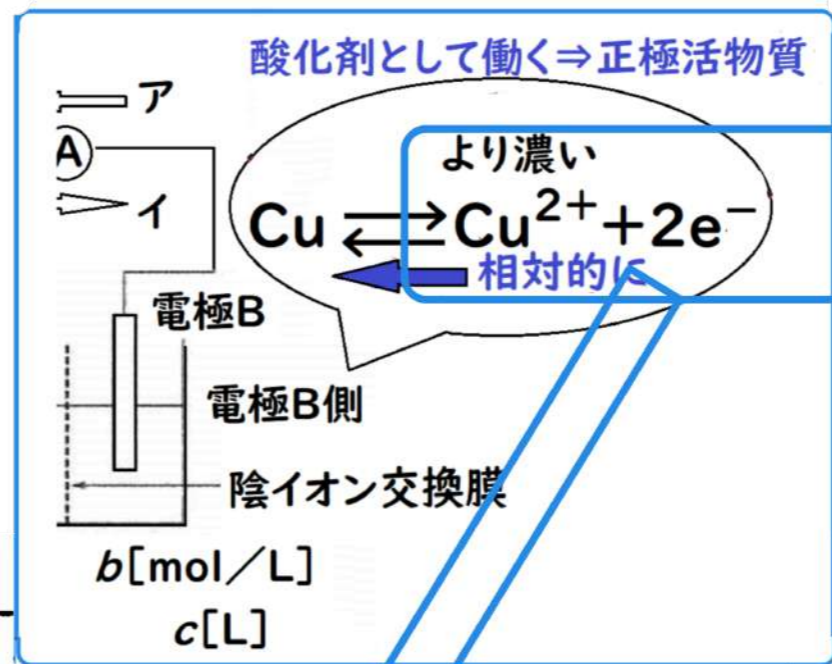 酸化剤として働く⇒正極活物質
ア
A
イ
より濃い
Cu ⇄ Cu²⁺+2e⁻
相対的に
電極B
電極B側
陰イオン交換膜
b[mol/L]
c[L]